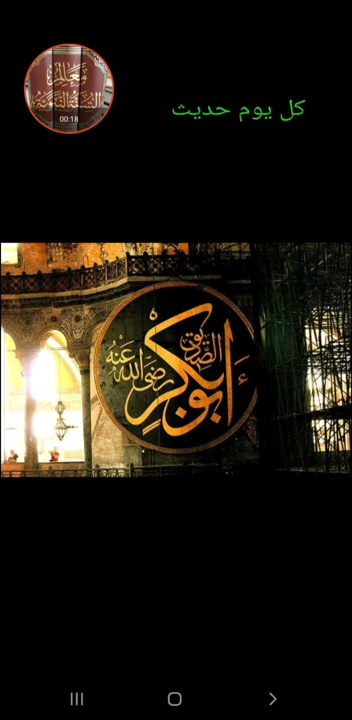 معالم
السنة النبوية
00:18
كل يوم حديث
أبو بكر الصديق رضي الله عنه